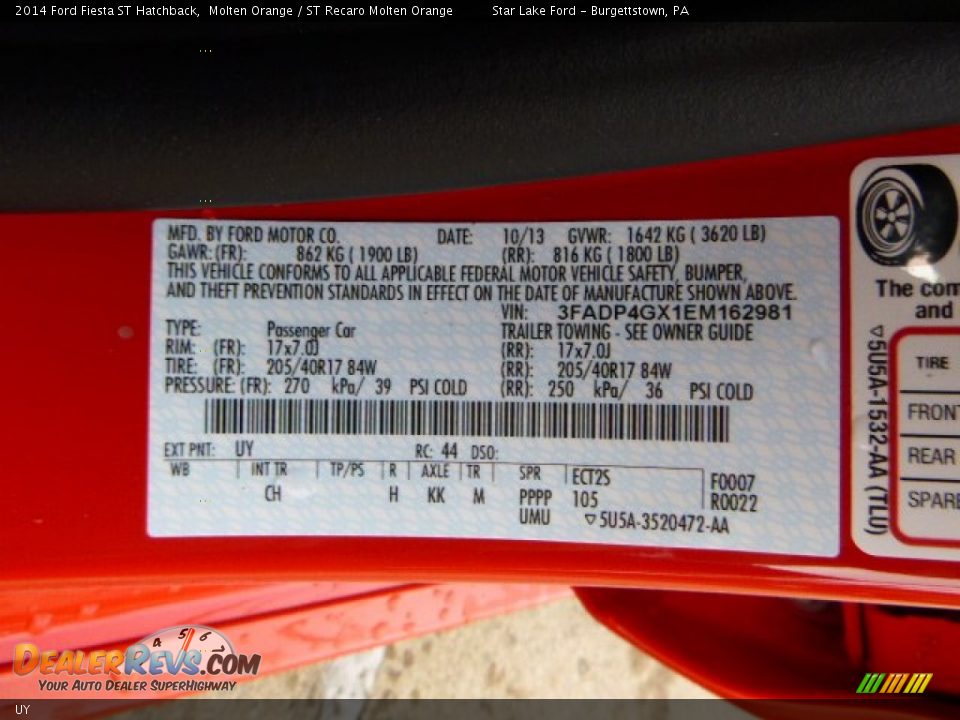 2014 Ford Fiesta ST Hatchback, Molten Orange / ST Recaro Molten Orange Star Lake Ford - Burgettstown, PA
MFD. BY FORD MOTOR CO. DATE: 10/13 GVWR: 1642 KG ( 3620 LB)
GAWR: (FR): 862 KG ( 1900 LB) (RR): 816 KG ( 1800 LB)
THIS VEHICLE CONFORMS TO ALL APPLICABLE FEDERAL MOTOR VEHICLE SAFETY, BUMPER,
AND THEFT PREVENTION STANDARDS IN EFFECT ON THE DATE OF MANUFACTURE SHOWN ABOVE.
VIN: 3FADP4GX1EM162981
TYPE: Passenger Car TRAILER TOWING - SEE OWNER GUIDE
RIM: (FR): 17x7.0J (RR): 17x7.0J
TIRE: (FR): 205/40R17 84W (RR): 205/40R17 84W
PRESSURE: (FR): 270 kPa/ 39 PSI COLD (RR): 250 kPa/ 36 PSI COLD
EXT PNT: UY RC: 44 DSO:
WB INT TR TP/PS R AXLE TR SPR ECT2S F0007
CH H KK M PPPP 105 R0022
UMU ▽5U5A-3520472-AA
The com
and
▽5U5A-1532-AA (TLU)
TIRE
FRONT
REAR
SPARE
4 5 6
DEALERREVS.COM
YOUR AUTO DEALER SUPERHIGHWAY
UY